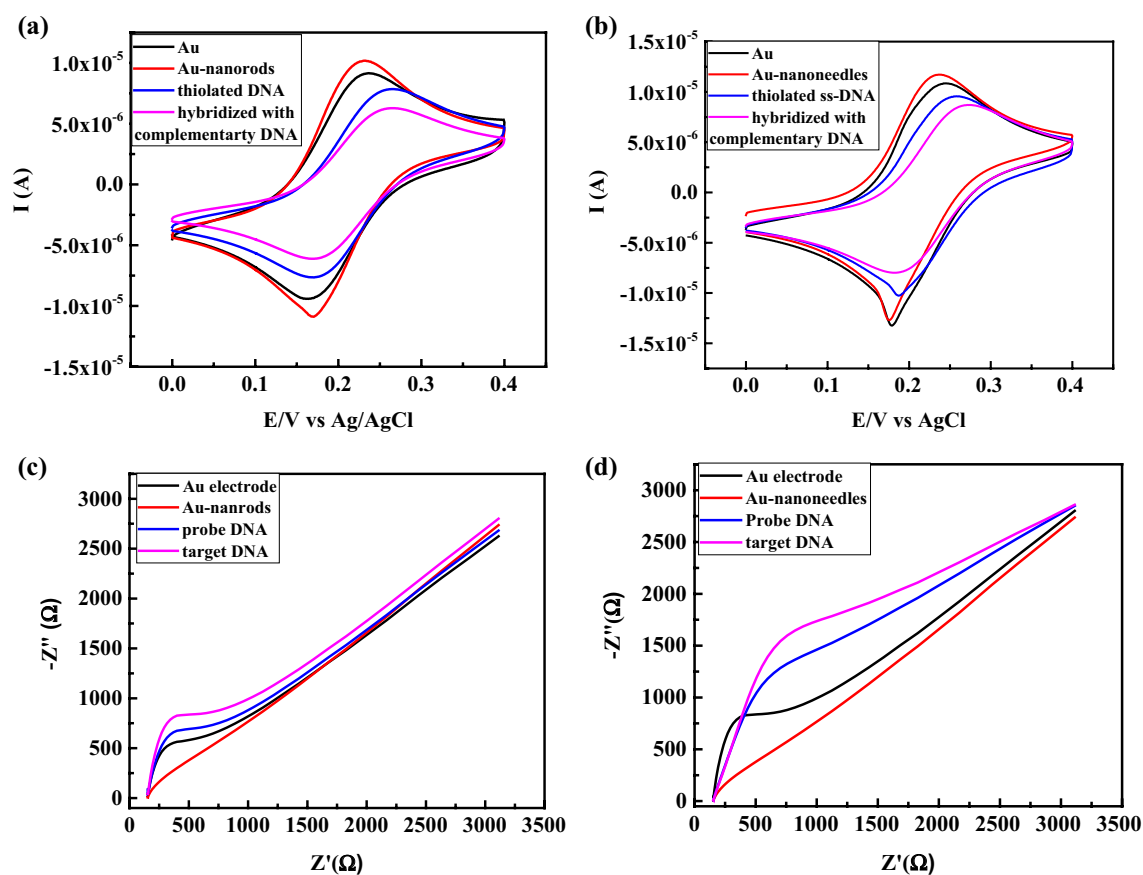 (a)
Au
Au-nanorods
thiolated DNA
hybridized with
complementarty DNA
1.0x10⁻⁵
5.0x10⁻⁶
0.0
-5.0x10⁻⁶
-1.0x10⁻⁵
-1.5x10⁻⁵
I (A)
0.0 0.1 0.2 0.3 0.4
E/V vs Ag/AgCl
(b)
Au
Au-nanoneedles
thiolated ss-DNA
hybridized with
complementary DNA
1.5x10⁻⁵
1.0x10⁻⁵
5.0x10⁻⁶
0.0
-5.0x10⁻⁶
-1.0x10⁻⁵
-1.5x10⁻⁵
I (A)
0.0 0.1 0.2 0.3 0.4
E/V vs AgCl
(c)
Au electrode
Au-nanrods
probe DNA
target DNA
3000
2500
2000
1500
1000
500
0
-Z'' (Ω)
0 500 1000 1500 2000 2500 3000 3500
Z'(Ω)
(d)
Au electrode
Au-nanoneedles
Probe DNA
target DNA
3000
2500
2000
1500
1000
500
0
-Z''(Ω)
0 500 1000 1500 2000 2500 3000 3500
Z'(Ω)